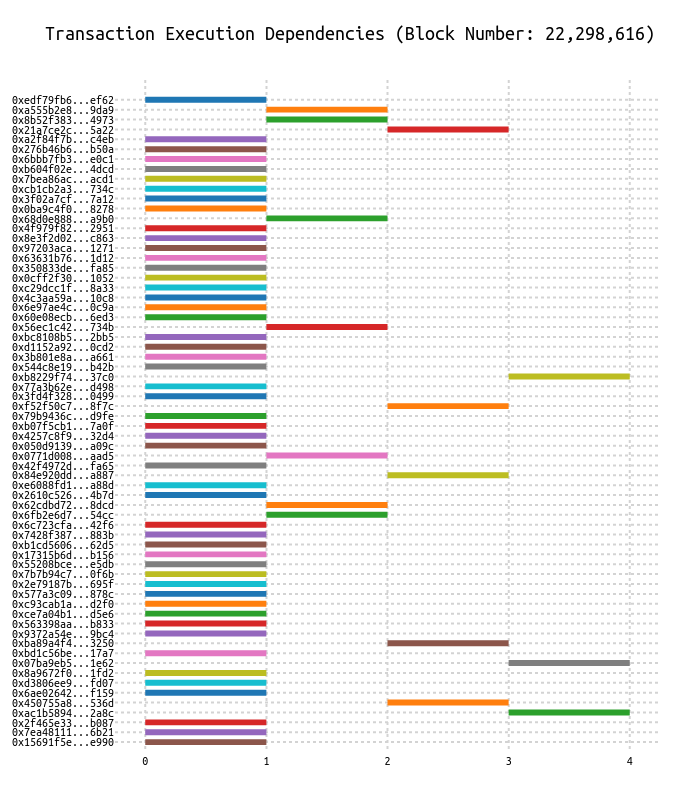 Transaction Execution Dependencies (Block Number: 22,298,616)
0xedf79fb6...ef62
0xa555b2e8...9da9
0x8b52f383...4973
0x21a7ce2c...5a22
0xa2f84f7b...c4eb
0x276b46b6...b50a
0x6bbb7fb3...e0c1
0xb604f02e...4dcd
0x7bea86ac...acd1
0xcb1cb2a3...734c
0x3f02a7cf...7a12
0x0ba9c4f0...8278
0x68d0e888...a9b0
0x4f979f82...2951
0x8e3f2d02...c863
0x97203aca...1271
0x63631b76...1d12
0x350833de...fa85
0x0cff2f30...1052
0xc29dcc1f...8a33
0x4c3aa59a...10c8
0x6e97ae4c...0c9a
0x60e08ecb...6ed3
0x56ec1c42...734b
0xbc8108b5...2bb5
0xd1152a92...0cd2
0x3b801e8a...a661
0x544c8e19...b42b
0xb8229f74...37c0
0x77a3b62e...d498
0x3fd4f328...0499
0xf52f50c7...8f7c
0x79b9436c...d9fe
0xb07f5cb1...7a0f
0x4257c8f9...32d4
0x050d9139...a09c
0x0771d008...aad5
0x42f4972d...fa65
0x84e920dd...a887
0xe6088fd1...a88d
0x2610c526...4b7d
0x62cdbd72...8dcd
0x6fb2e6d7...54cc
0x6c723cfa...42f6
0x7428f387...883b
0xb1cd5606...62d5
0x17315b6d...b156
0x55208bce...e5db
0x7b7b94c7...0f6b
0x2e79187b...695f
0x577a3c09...878c
0xc93cab1a...d2f0
0xce7a04b1...d5e6
0x563398aa...b833
0x9372a54e...9bc4
0xba89a4f4...3250
0xbd1c56be...17a7
0x07ba9eb5...1e62
0x8a9672f0...1fd2
0xd3806ee9...fd07
0x6ae02642...f159
0x450755a8...536d
0xac1b5894...2a8c
0x2f465e33...b087
0x7ea48111...6b21
0x15691f5e...e990
0 1 2 3 4